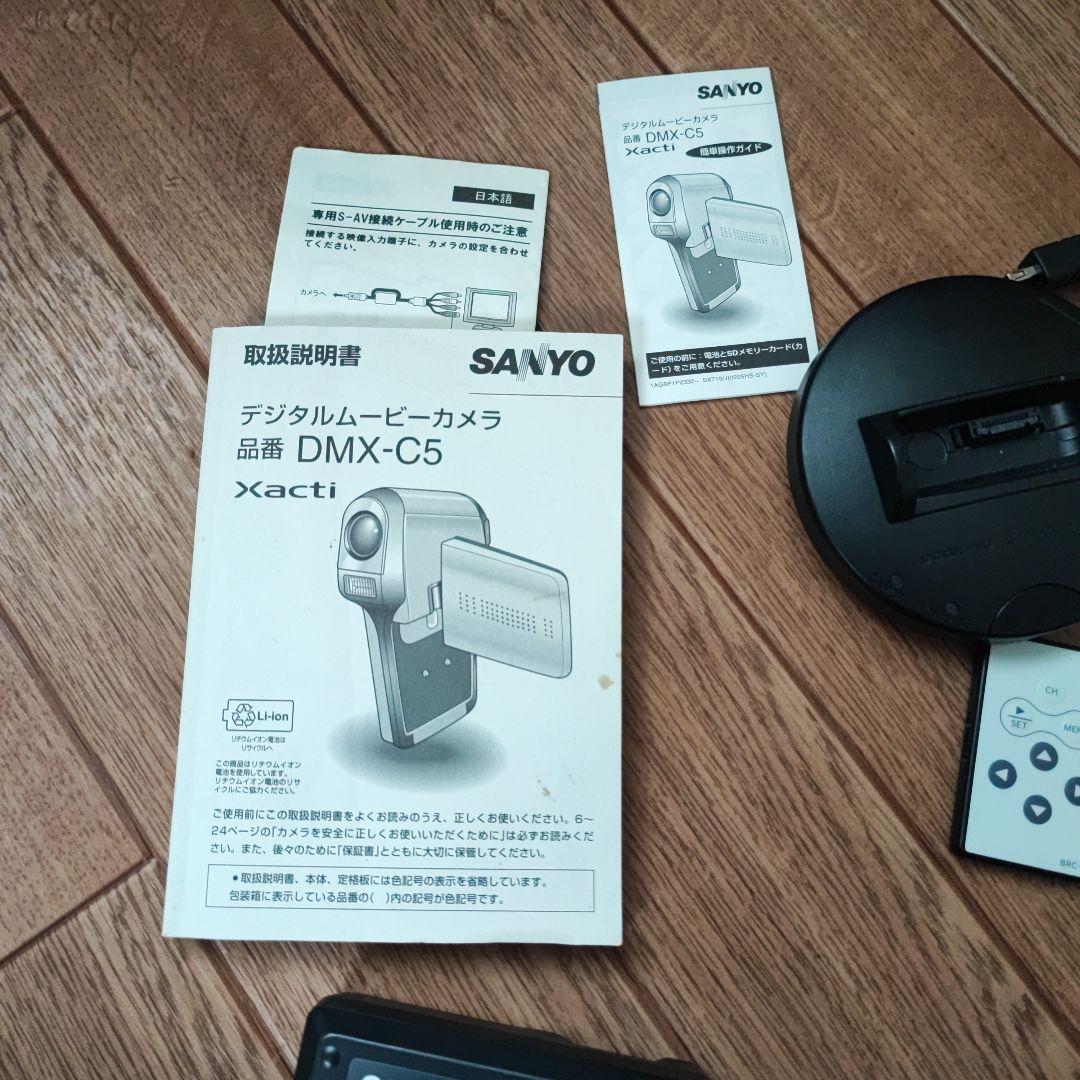 SANYO
デジタルムービーカメラ
品番 DMX-C5
Xacti 簡単操作ガイド
ご使用の前に：電池とSDメモリーカード(カ
ード)をご用意ください。
日本語
専用S-AV接続ケーブル使用時のご注意
接続する映像入力端子に、カメラの設定を合わせ
てください。
カメラへ
取扱説明書
SANYO
デジタルムービーカメラ
品番 DMX-C5
Xacti
Li-ion
リチウムイオン電池は
リサイクルへ
この商品はリチウムイオン
電池を使用しています。
リチウムイオン電池のリサ
イクルにご協力ください。
ご使用前にこの取扱説明書をよくお読みのうえ、正しくお使いください。6〜
24ページの「カメラを安全に正しくお使いいただくために」は必ずお読みくだ
さい。また、後々のために「保証書」とともに大切に保管してください。
●取扱説明書、本体、定格板には色記号の表示を省略しています。
包装箱に表示している品番の( )内の記号が色記号です。
CH.
SET